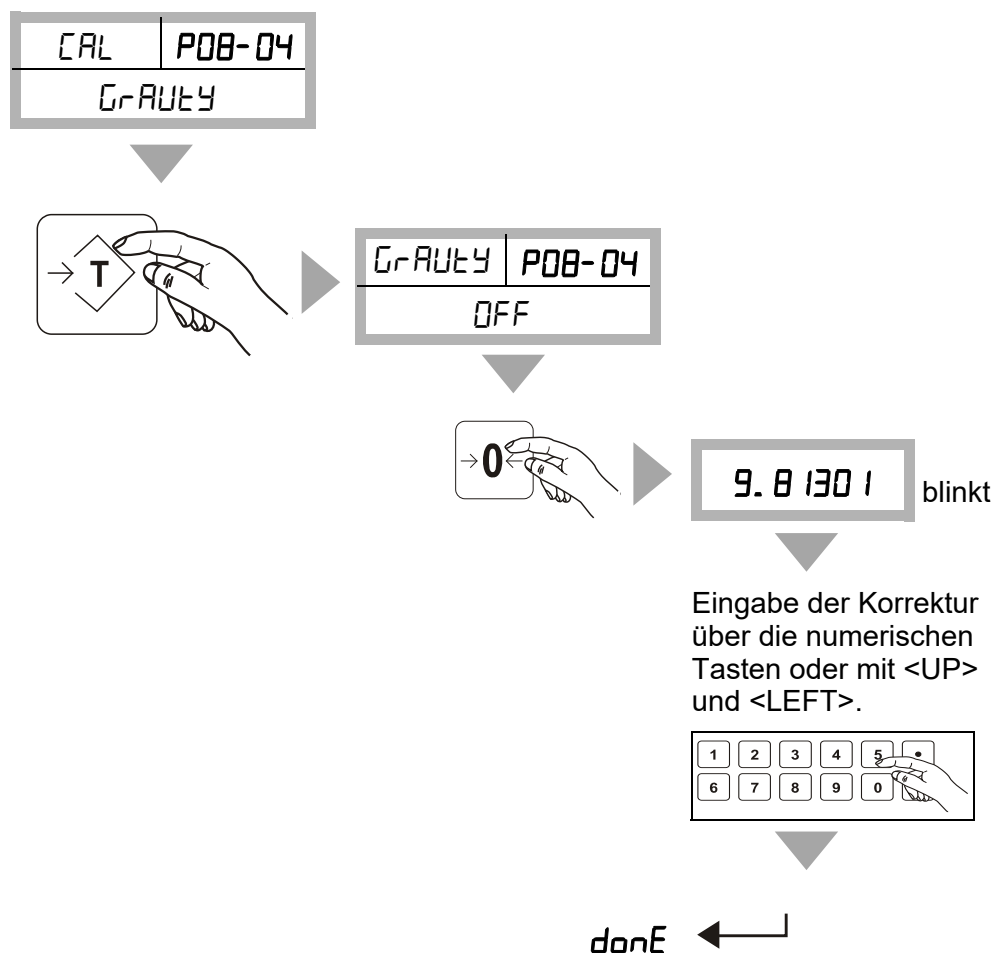 CAL P08-04
GrAUtY
→T
GrAUtY P08-04
OFF
→0←
9.81301 blinkt
Eingabe der Korrektur
über die numerischen
Tasten oder mit <UP>
und <LEFT>.
1 2 3 4 5 •
6 7 8 9 0
donE